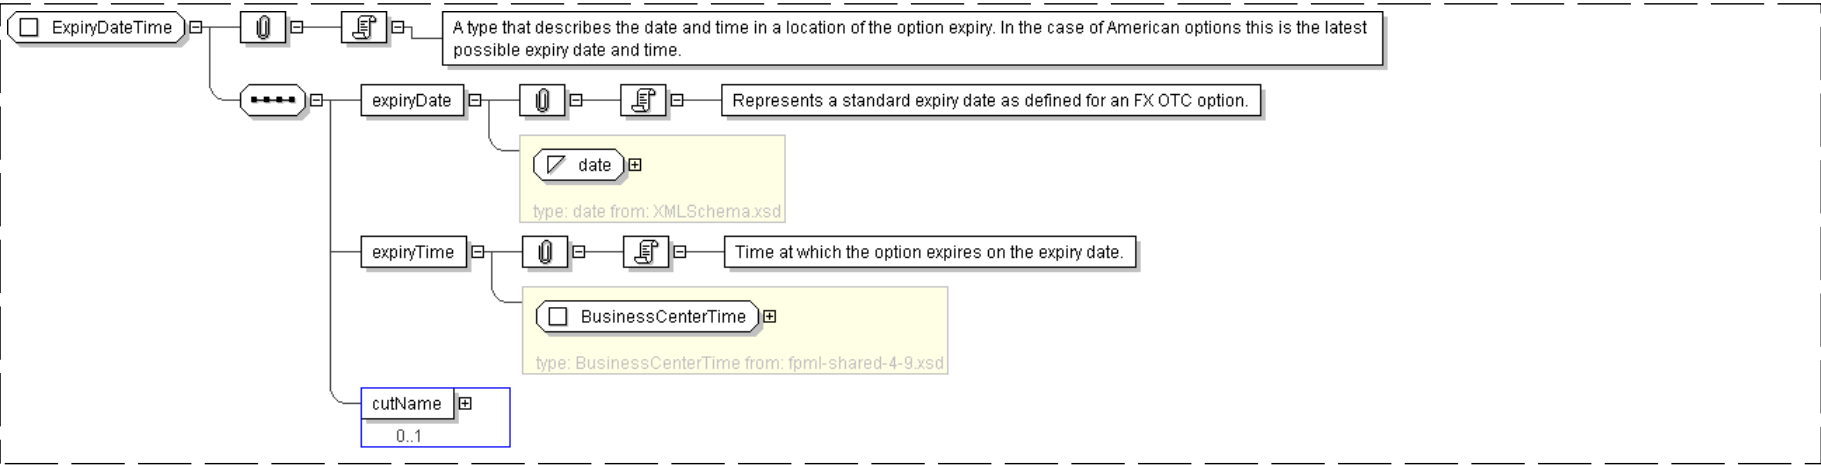 ExpiryDateTime
A type that describes the date and time in a location of the option expiry. In the case of American options this is the latest
possible expiry date and time.
expiryDate
Represents a standard expiry date as defined for an FX OTC option.
date
type: date from: XMLSchema.xsd
expiryTime
Time at which the option expires on the expiry date.
BusinessCenterTime
type: BusinessCenterTime from: fpml-shared-4-9.xsd
cutName
0..1